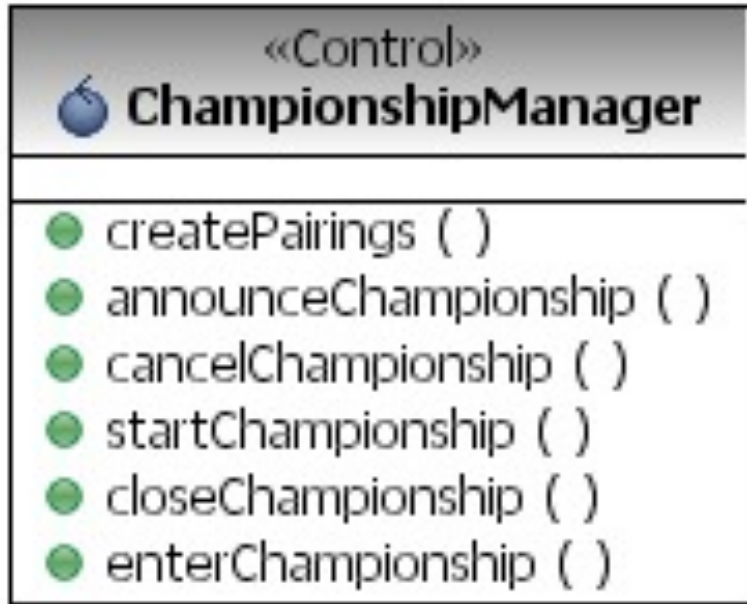 «Control»
ChampionshipManager
createPairings ( )
announceChampionship ( )
cancelChampionship ( )
startChampionship ( )
closeChampionship ( )
enterChampionship ( )